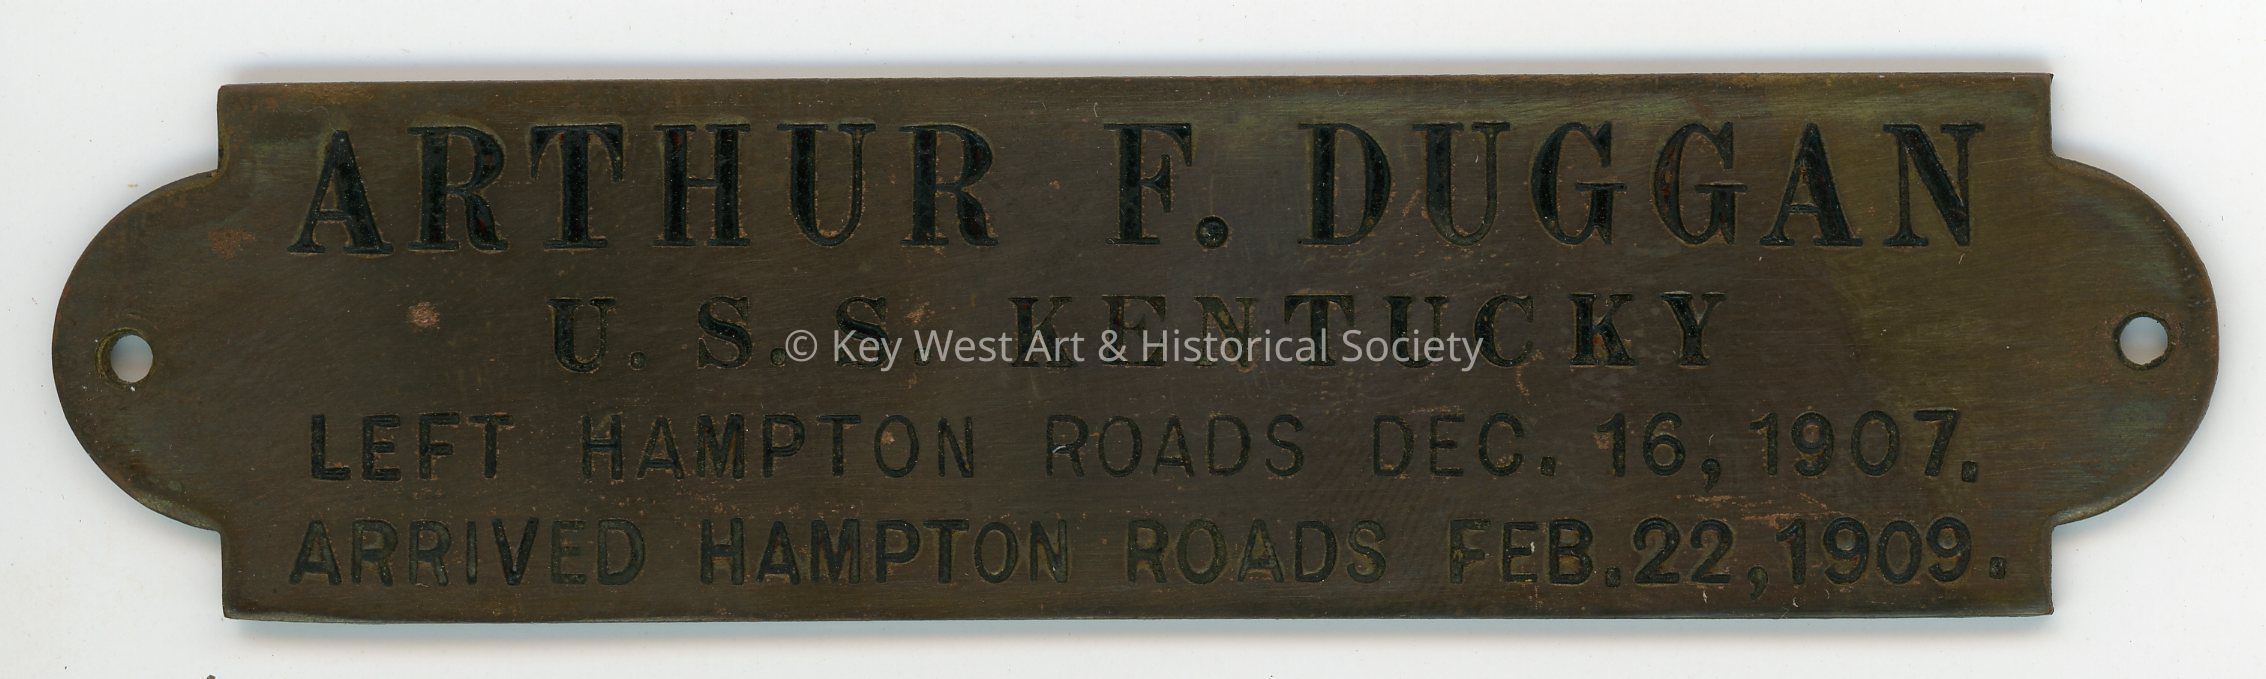 ARTHUR F. DUGGAN
U.S.S. KENTUCKY
© Key West Art & Historical Society
LEFT HAMPTON ROADS DEC. 16, 1907.
ARRIVED HAMPTON ROADS FEB. 22, 1909.